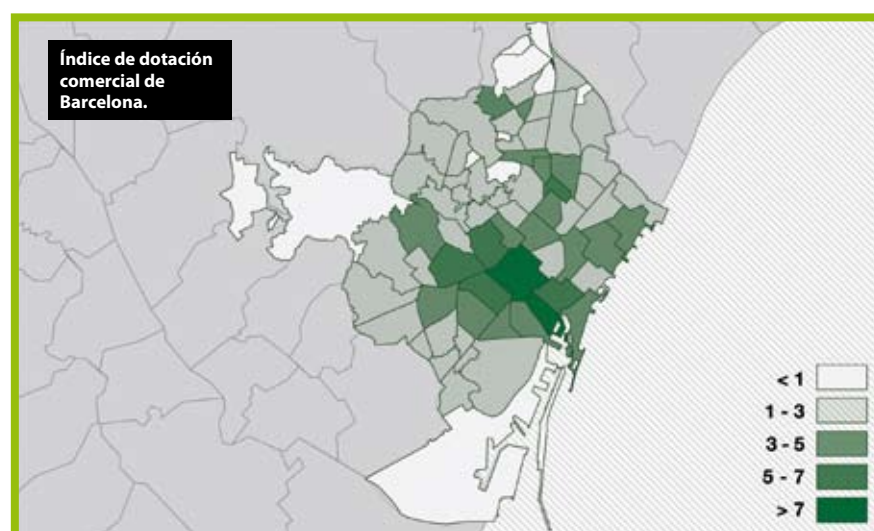 Índice de dotación
comercial de
Barcelona.
< 1
1 - 3
3 - 5
5 - 7
> 7